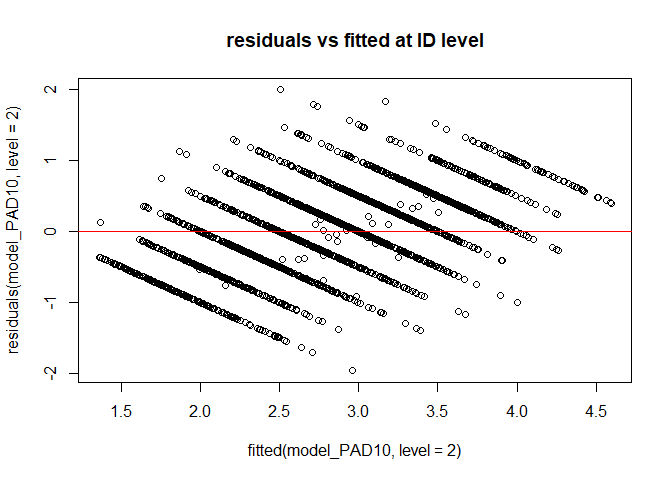 residuals vs fitted at ID level
residuals(model_PAD10, level = 2)
2
1
0
-1
-2
1.5 2.0 2.5 3.0 3.5 4.0 4.5
fitted(model_PAD10, level = 2)